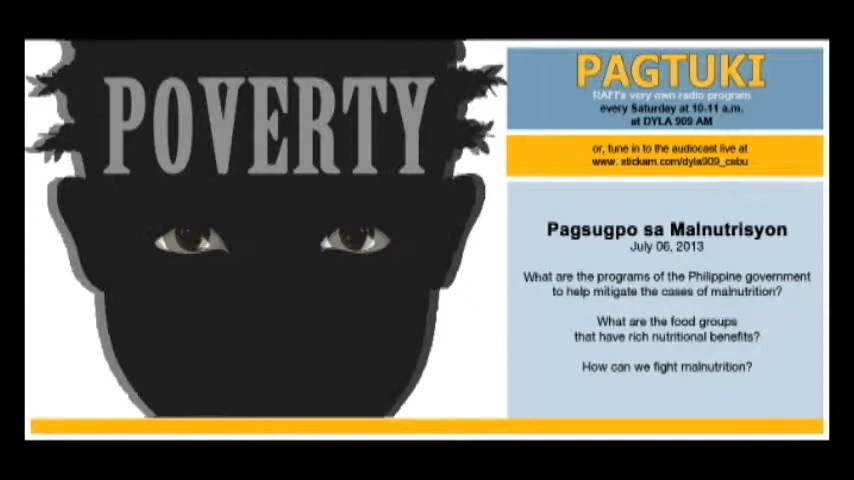 POVERTY
PAGTUKI
RAFI's very own radio program
every Saturday at 10-11 a.m.
at DYLA 909 AM
or, tune in to the audiocast live at
www. stickam.com/dyla909_cebu
Pagsugpo sa Malnutrisyon
July 06, 2013
What are the programs of the Philippine government
to help mitigate the cases of malnutrition?
What are the food groups
that have rich nutritional benefits?
How can we fight malnutrition?